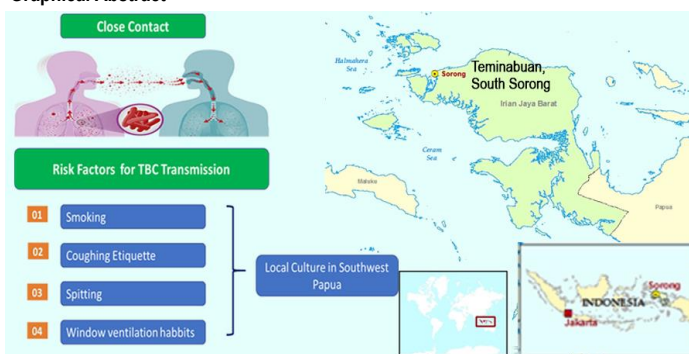 Graphical Abstract
Close Contact
Risk Factors for TBC Transmission
01 Smoking
02 Coughing Etiquette
03 Spitting
04 Window ventilation habbits
Local Culture in Southwest
Papua
Halmahera
Sea
Sorong
Teminabuan,
South Sorong
Irian Jaya Barat
Ceram
Sea
Maluku
Papua
Sorong
INDONESIA
Jakarta